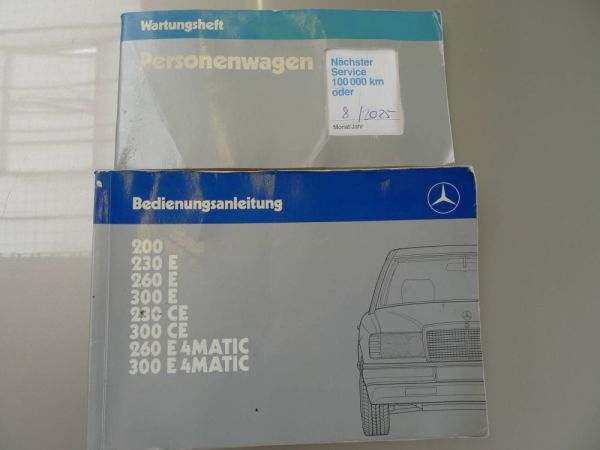 Wartungsheft
Personenwagen
Nächster
Service
100 000 km
oder
8/2025
Monat/Jahr
Bedienungsanleitung
200
230 E
260 E
300 E
230 CE
300 CE
260 E 4MATIC
300 E 4MATIC